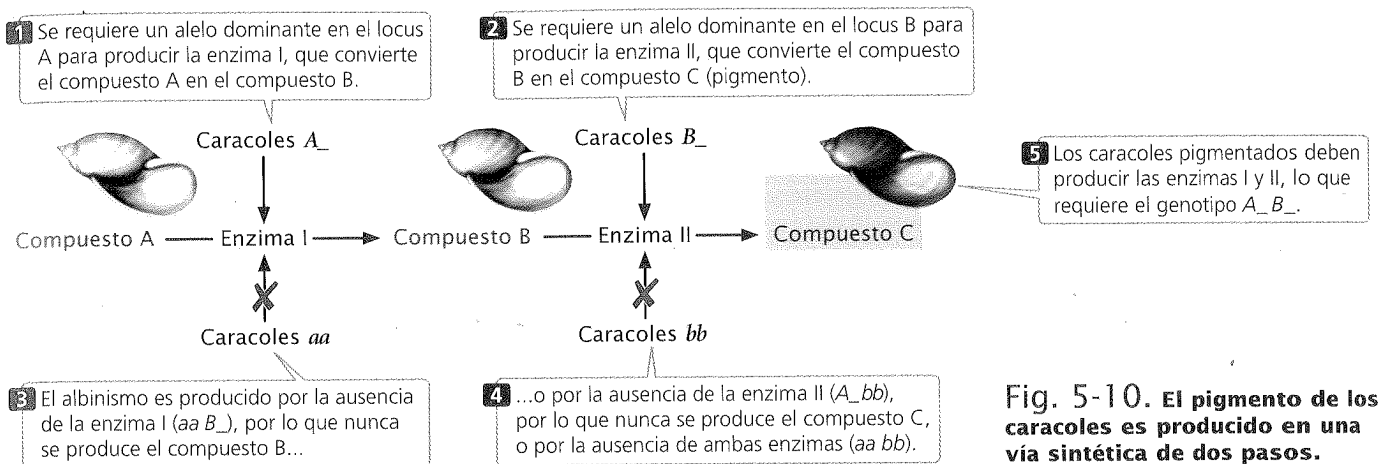 1 Se requiere un alelo dominante en el locus
A para producir la enzima I, que convierte
el compuesto A en el compuesto B.
2 Se requiere un alelo dominante en el locus B para
producir la enzima II, que convierte el compuesto
B en el compuesto C (pigmento).
Caracoles A_
Caracoles B_
5 Los caracoles pigmentados deben
producir las enzimas I y II, lo que
requiere el genotipo A_ B_.
Compuesto A Enzima I Compuesto B Enzima II Compuesto C
Caracoles aa
Caracoles bb
3 El albinismo es producido por la ausencia
de la enzima I (aa B_), por lo que nunca
se produce el compuesto B...
4 ...o por la ausencia de la enzima II (A_ bb),
por lo que nunca se produce el compuesto C,
o por la ausencia de ambas enzimas (aa bb).
Fig. 5-10. El pigmento de los
caracoles es producido en una
vía sintética de dos pasos.